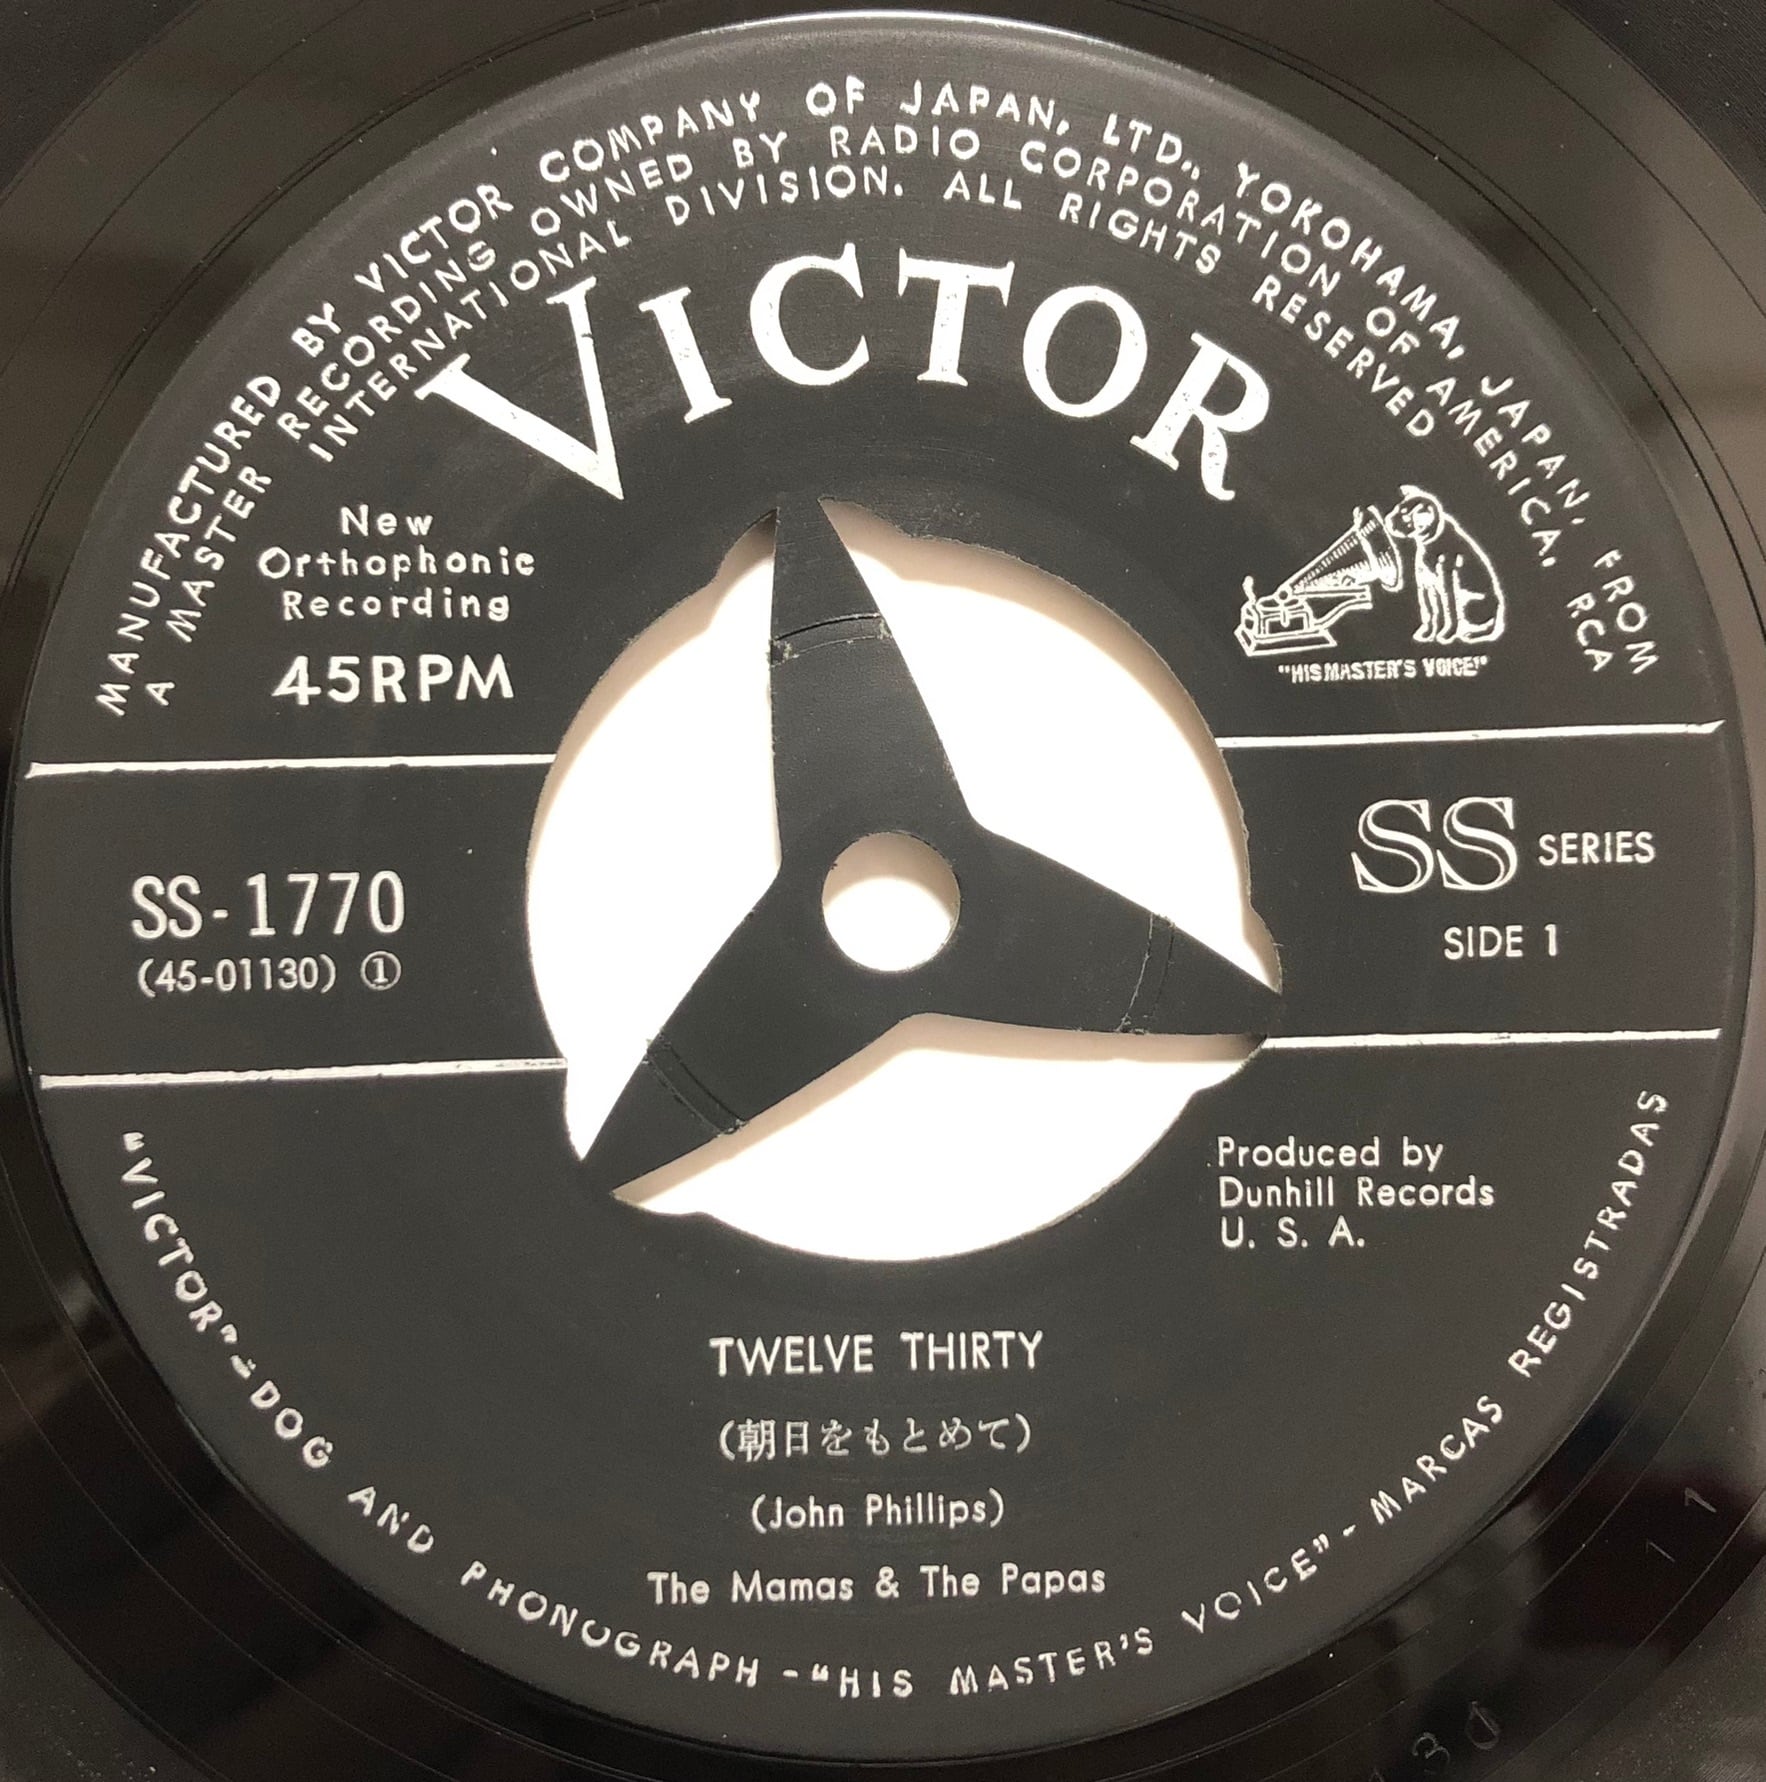 MANUFACTURED BY VICTOR COMPANY OF JAPAN, LTD., YOKOHAMA, JAPAN, FROM
A MASTER RECORDING OWNED BY RADIO CORPORATION OF AMERICA, RCA
INTERNATIONAL DIVISION. ALL RIGHTS RESERVED
VICTOR
New
Orthophonic
Recording
45RPM
"HIS MASTER'S VOICE"
SS-1770
(45-01130) ①
SS SERIES
SIDE 1
Produced by
Dunhill Records
U. S. A.
TWELVE THIRTY
(朝日をもとめて)
(John Phillips)
The Mamas & The Papas
"VICTOR"-DOG AND PHONOGRAPH-"HIS MASTER'S VOICE"-MARCAS REGISTRADAS